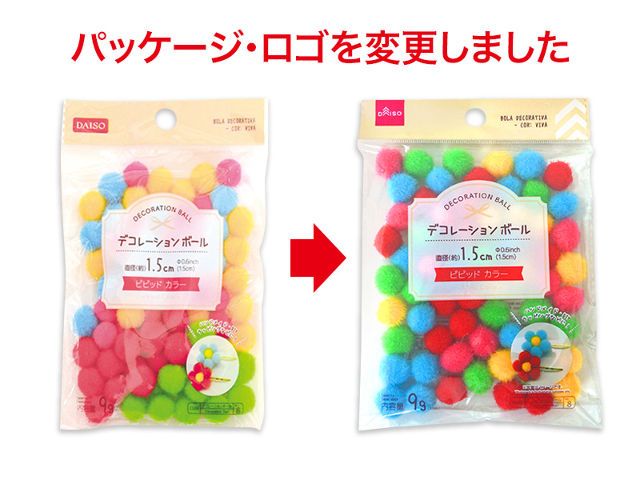 パッケージ・ロゴを変更しました
DAISO
BOLA DECORATIVA
- COR: VIVA
DECORATION BALL
デコレーション ボール
直径(約)1.5cm
Φ0.6inch
(1.5cm)
ビビッド カラー
内容量 9g
DAISO
BOLA DECORATIVA
- COR: VIVA
DECORATION BALL
デコレーション ボール
直径(約)1.5cm
Φ0.6inch
(1.5cm)
ビビッド カラー
内容量 9g
8